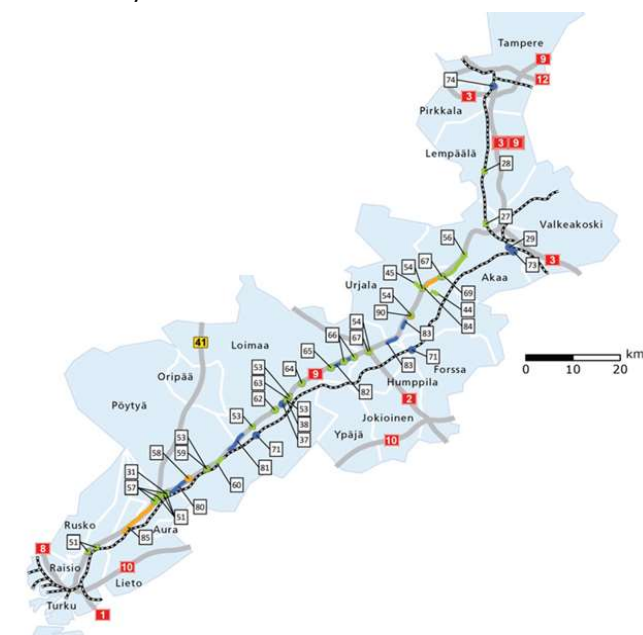 Tampere
9
74
12
3
Pirkkala
3 9
Lempäälä
28
27
Valkeakoski
56
29
67
3
54
45
73
Akaa
Urjala
69
54
44
90
84
41
54
83
Loimaa
66
67
km
65
83
71
Forssa
0 10 20
53
64
9
82
Humppila
Oripää
63
2
62
53
Pöytyä
38
Jokioinen
53
37
Ypäjä
10
53
71
58
59
81
31
60
57
80
51
Rusko
Aura
85
51
8
10
Raisio
Lieto
Turku
1